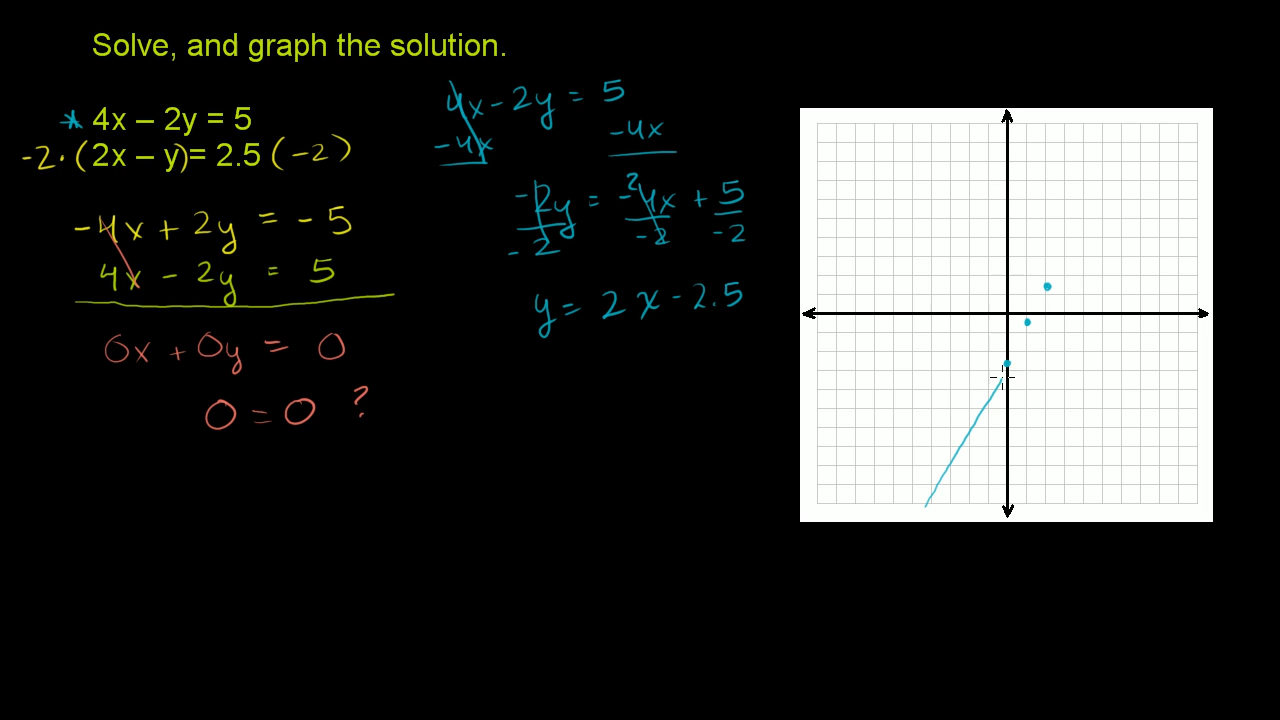 Solve, and graph the solution.
* 4x – 2y = 5
-2·(2x – y) = 2.5 (-2)
-4x + 2y = -5
4x - 2y = 5
0x + 0y = 0
0 = 0 ?
4x - 2y = 5
-4x -4x
-2y = -4x + 5
-2 -2 -2
2
y = 2x - 2.5